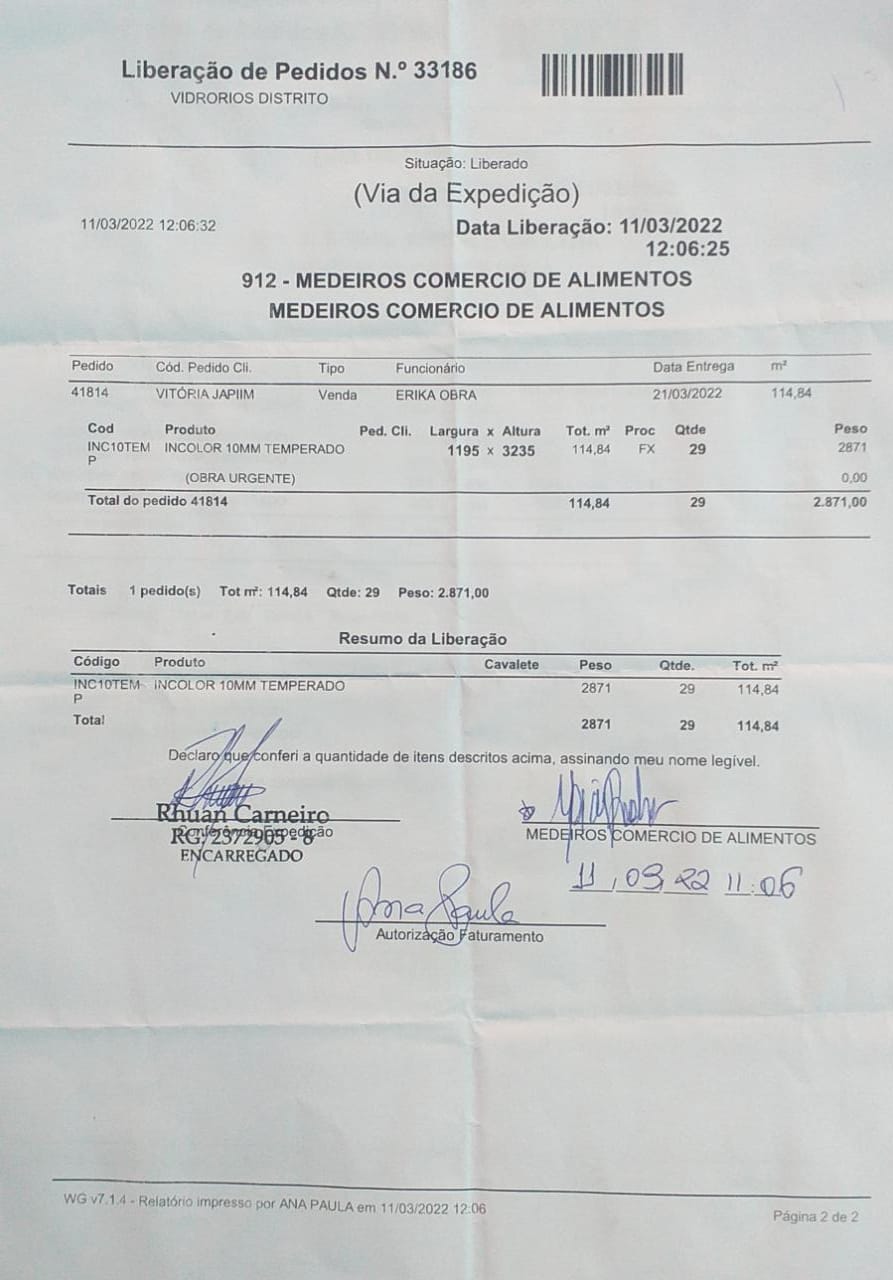 Liberação de Pedidos N.º 33186
VIDRORIOS DISTRITO
Situação: Liberado
(Via da Expedição)
11/03/2022 12:06:32 Data Liberação: 11/03/2022
12:06:25
912 - MEDEIROS COMERCIO DE ALIMENTOS
MEDEIROS COMERCIO DE ALIMENTOS
Pedido Cód. Pedido Cli. Tipo Funcionário Data Entrega m²
41814 VITÓRIA JAPIIM Venda ERIKA OBRA 21/03/2022 114,84
Cod Produto Ped. Cli. Largura x Altura Tot. m² Proc Qtde Peso
INC10TEM INCOLOR 10MM TEMPERADO 1195 x 3235 114,84 FX 29 2871
P
(OBRA URGENTE) 0,00
Total do pedido 41814 114,84 29 2.871,00
Totais 1 pedido(s) Tot m²: 114,84 Qtde: 29 Peso: 2.871,00
Resumo da Liberação
Código Produto Cavalete Peso Qtde. Tot. m²
INC10TEM INCOLOR 10MM TEMPERADO 2871 29 114,84
P
Total 2871 29 114,84
Declaro que conferi a quantidade de itens descritos acima, assinando meu nome legível.
Rhuan Carneiro
Conferência Expedição
RG: 2372905 - 8
ENCARREGADO
MEDEIROS COMERCIO DE ALIMENTOS
11, 03, 22 11:06
Ana Paula
Autorização Faturamento
WG v7.1.4 - Relatório impresso por ANA PAULA em 11/03/2022 12:06
Página 2 de 2